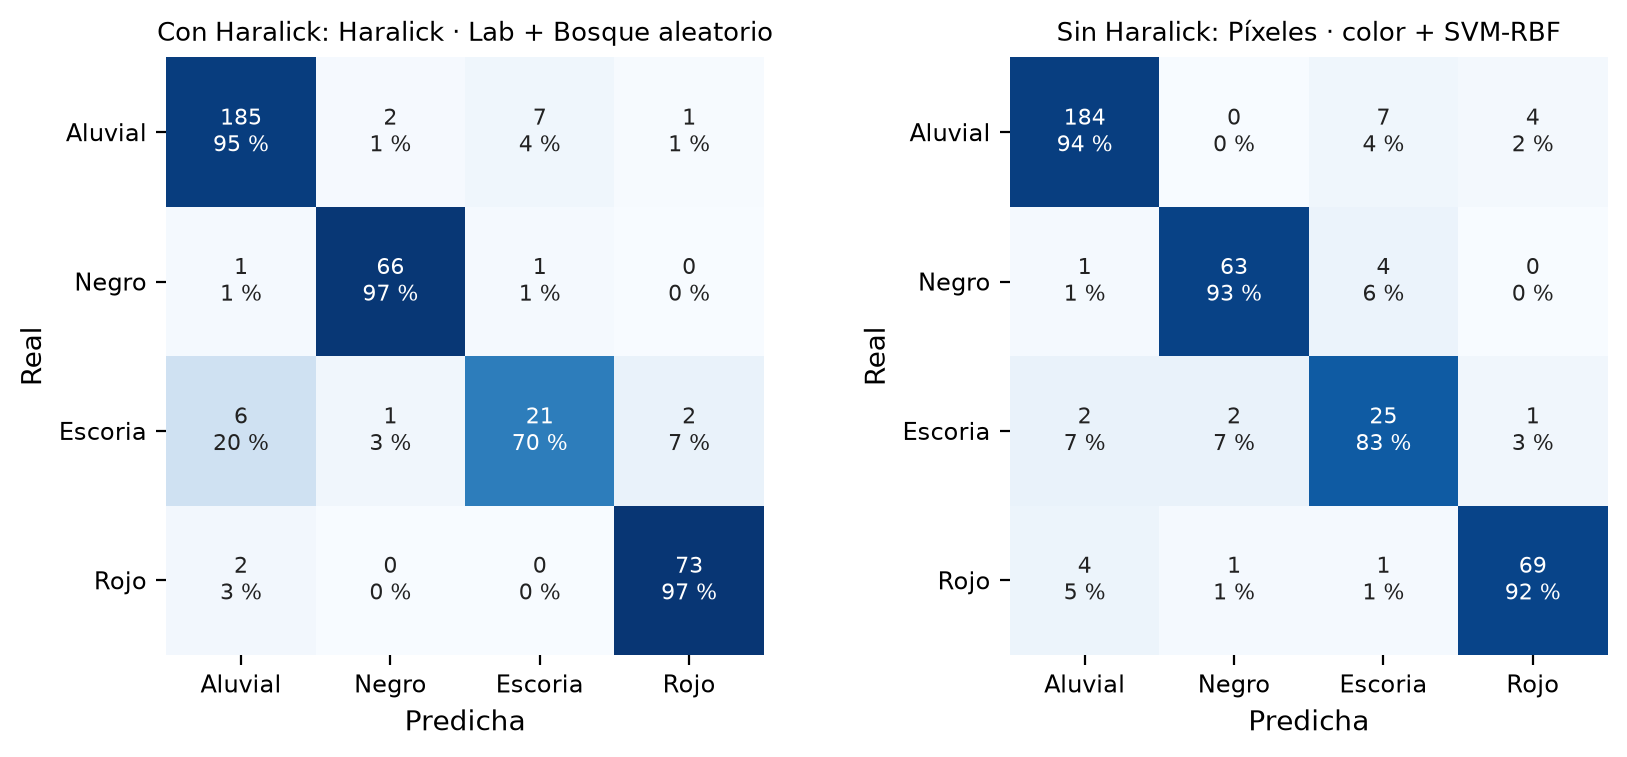 Con Haralick: Haralick · Lab + Bosque aleatorio
Real
Aluvial
185 2 7 1
95 % 1 % 4 % 1 %
Negro
1 66 1 0
1 % 97 % 1 % 0 %
Escoria
6 1 21 2
20 % 3 % 70 % 7 %
Rojo
2 0 0 73
3 % 0 % 0 % 97 %
Aluvial Negro Escoria Rojo
Predicha
Sin Haralick: Píxeles · color + SVM-RBF
Real
Aluvial
184 0 7 4
94 % 0 % 4 % 2 %
Negro
1 63 4 0
1 % 93 % 6 % 0 %
Escoria
2 2 25 1
7 % 7 % 83 % 3 %
Rojo
4 1 1 69
5 % 1 % 1 % 92 %
Aluvial Negro Escoria Rojo
Predicha